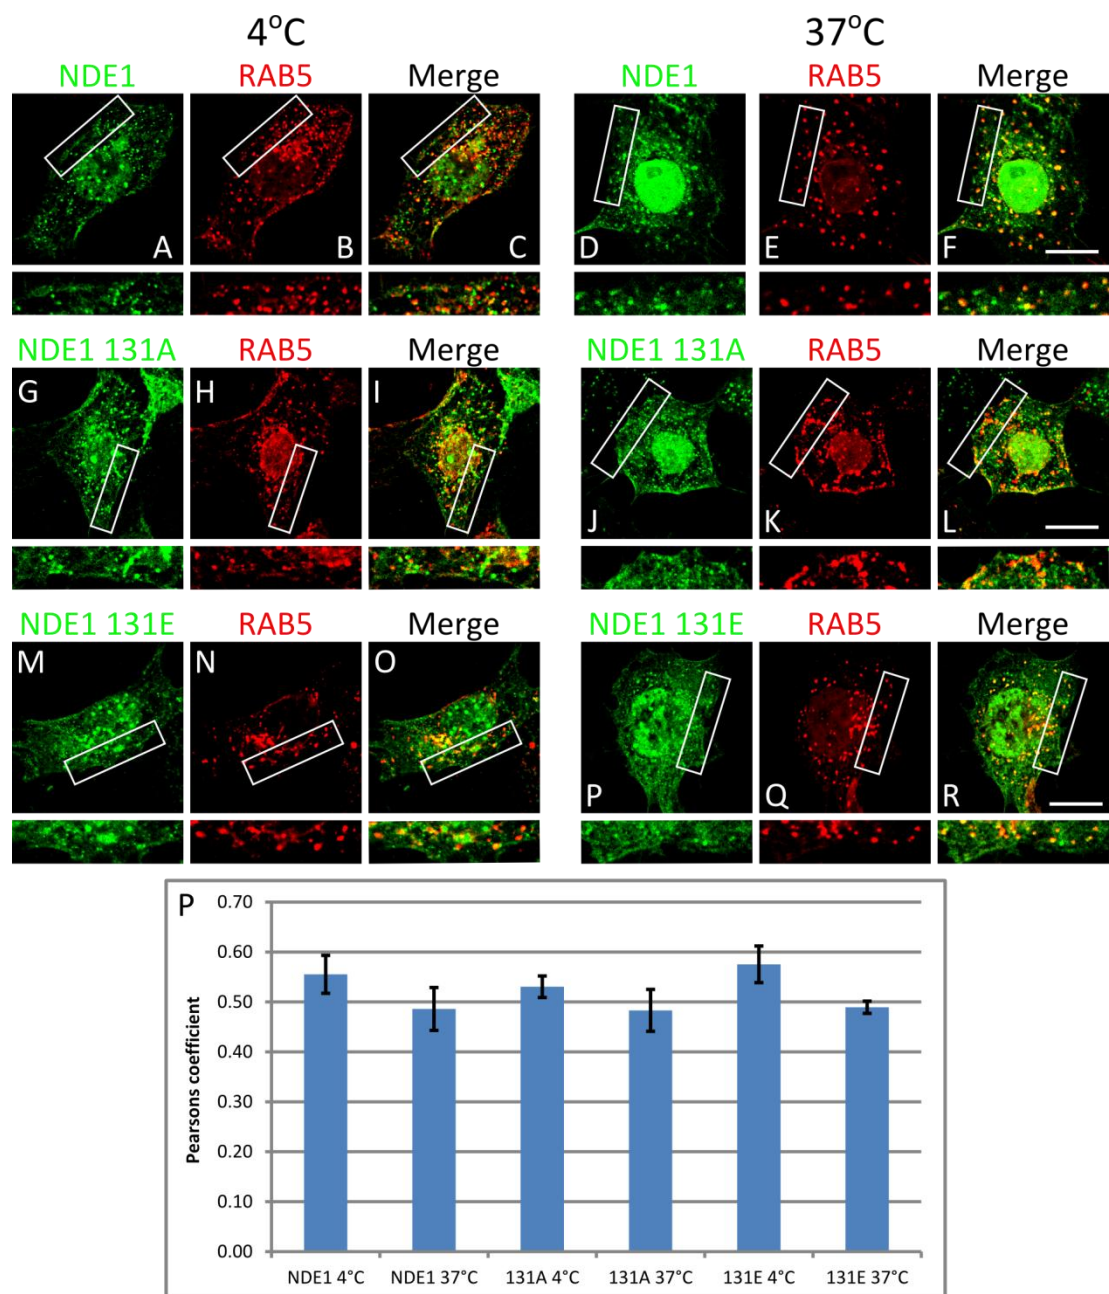 4°C 37°C
NDE1 RAB5 Merge NDE1 RAB5 Merge
A B C D E F
NDE1 131A RAB5 Merge NDE1 131A RAB5 Merge
G H I
J K L
NDE1 131E RAB5 Merge NDE1 131E RAB5 Merge
M N O
P Q R
P
Pearsons coefficient
0.70
0.60
0.50
0.40
0.30
0.20
0.10
0.00
NDE1 4°C NDE1 37°C 131A 4°C 131A 37°C 131E 4°C 131E 37°C